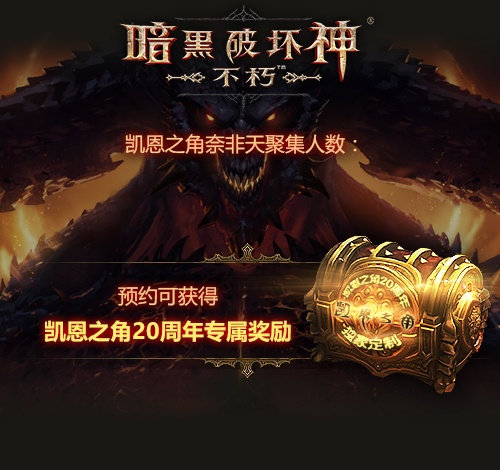 暗黑破坏神®
不朽™
凯恩之角奈非天聚集人数：
预约可获得
凯恩之角20周年专属奖励
凯恩之角20周年
独家定制